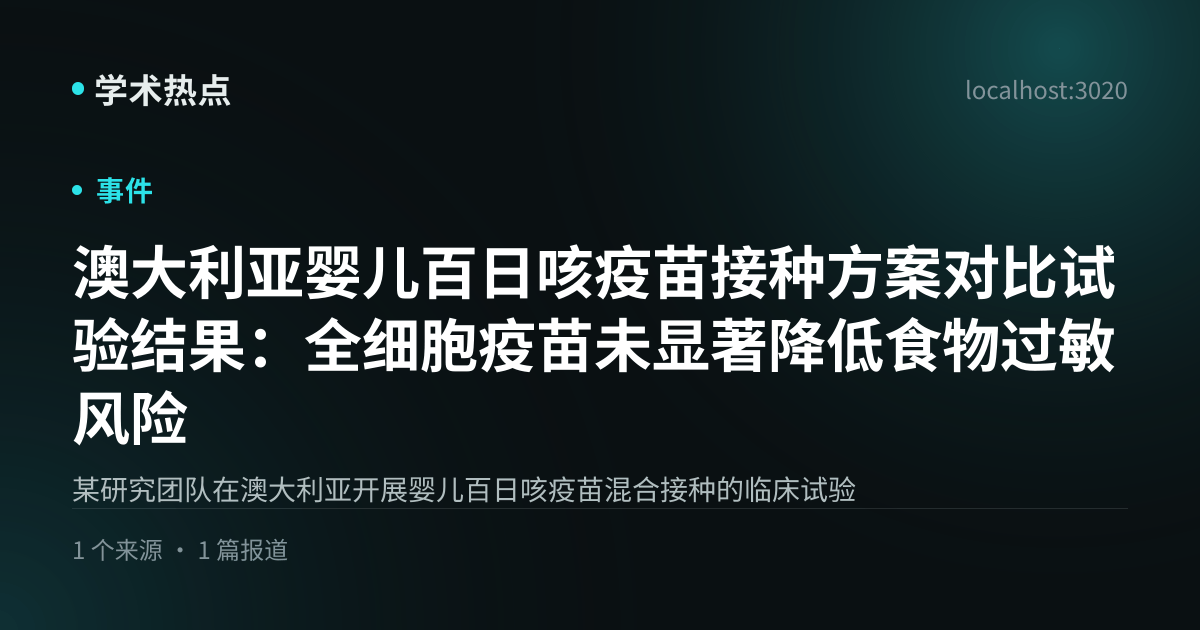 学术热点
localhost:3020
事件
澳大利亚婴儿百日咳疫苗接种方案对比试
验结果：全细胞疫苗未显著降低食物过敏
风险
某研究团队在澳大利亚开展婴儿百日咳疫苗混合接种的临床试验
1 个来源 · 1 篇报道